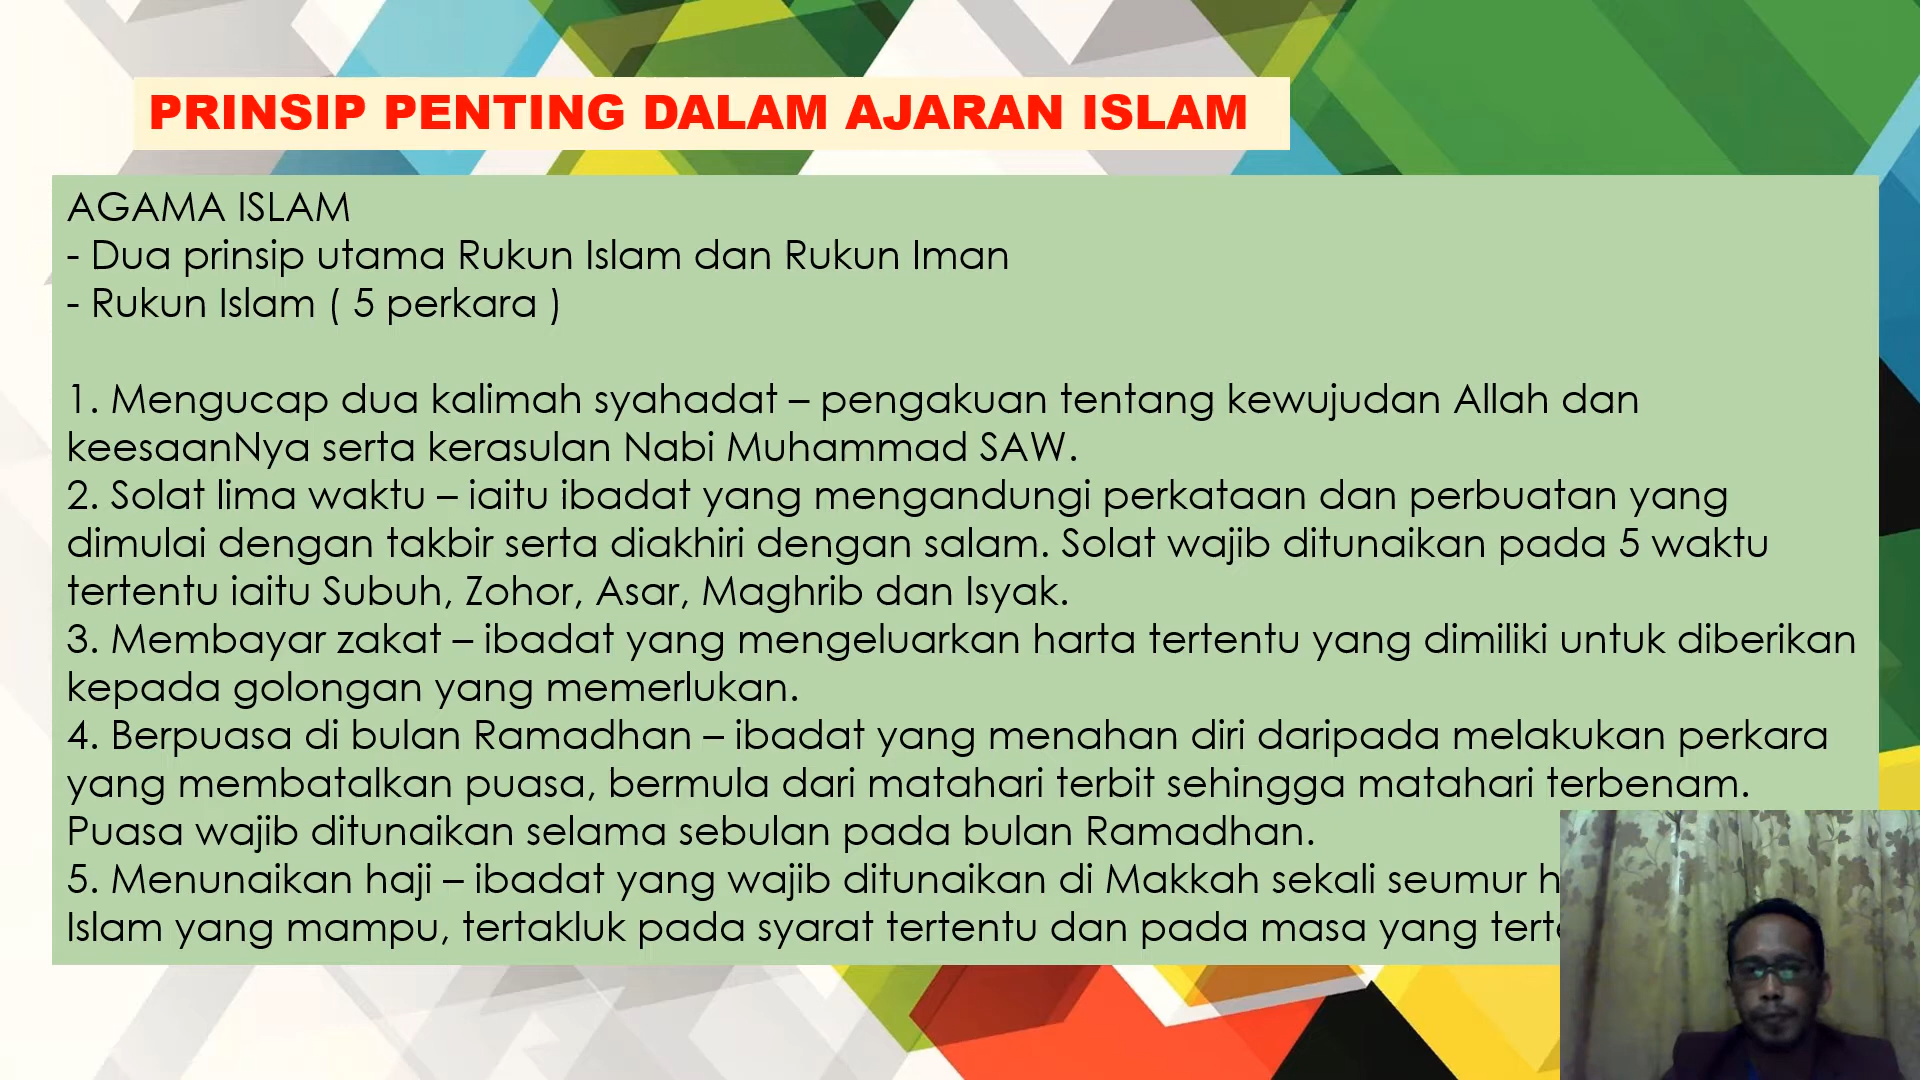 PRINSIP PENTING DALAM AJARAN ISLAM
AGAMA ISLAM
- Dua prinsip utama Rukun Islam dan Rukun Iman
- Rukun Islam ( 5 perkara )
1. Mengucap dua kalimah syahadat – pengakuan tentang kewujudan Allah dan
keesaanNya serta kerasulan Nabi Muhammad SAW.
2. Solat lima waktu – iaitu ibadat yang mengandungi perkataan dan perbuatan yang
dimulai dengan takbir serta diakhiri dengan salam. Solat wajib ditunaikan pada 5 waktu
tertentu iaitu Subuh, Zohor, Asar, Maghrib dan Isyak.
3. Membayar zakat – ibadat yang mengeluarkan harta tertentu yang dimiliki untuk diberikan
kepada golongan yang memerlukan.
4. Berpuasa di bulan Ramadhan – ibadat yang menahan diri daripada melakukan perkara
yang membatalkan puasa, bermula dari matahari terbit sehingga matahari terbenam.
Puasa wajib ditunaikan selama sebulan pada bulan Ramadhan.
5. Menunaikan haji – ibadat yang wajib ditunaikan di Makkah sekali seumur
Islam yang mampu, tertakluk pada syarat tertentu dan pada masa yang